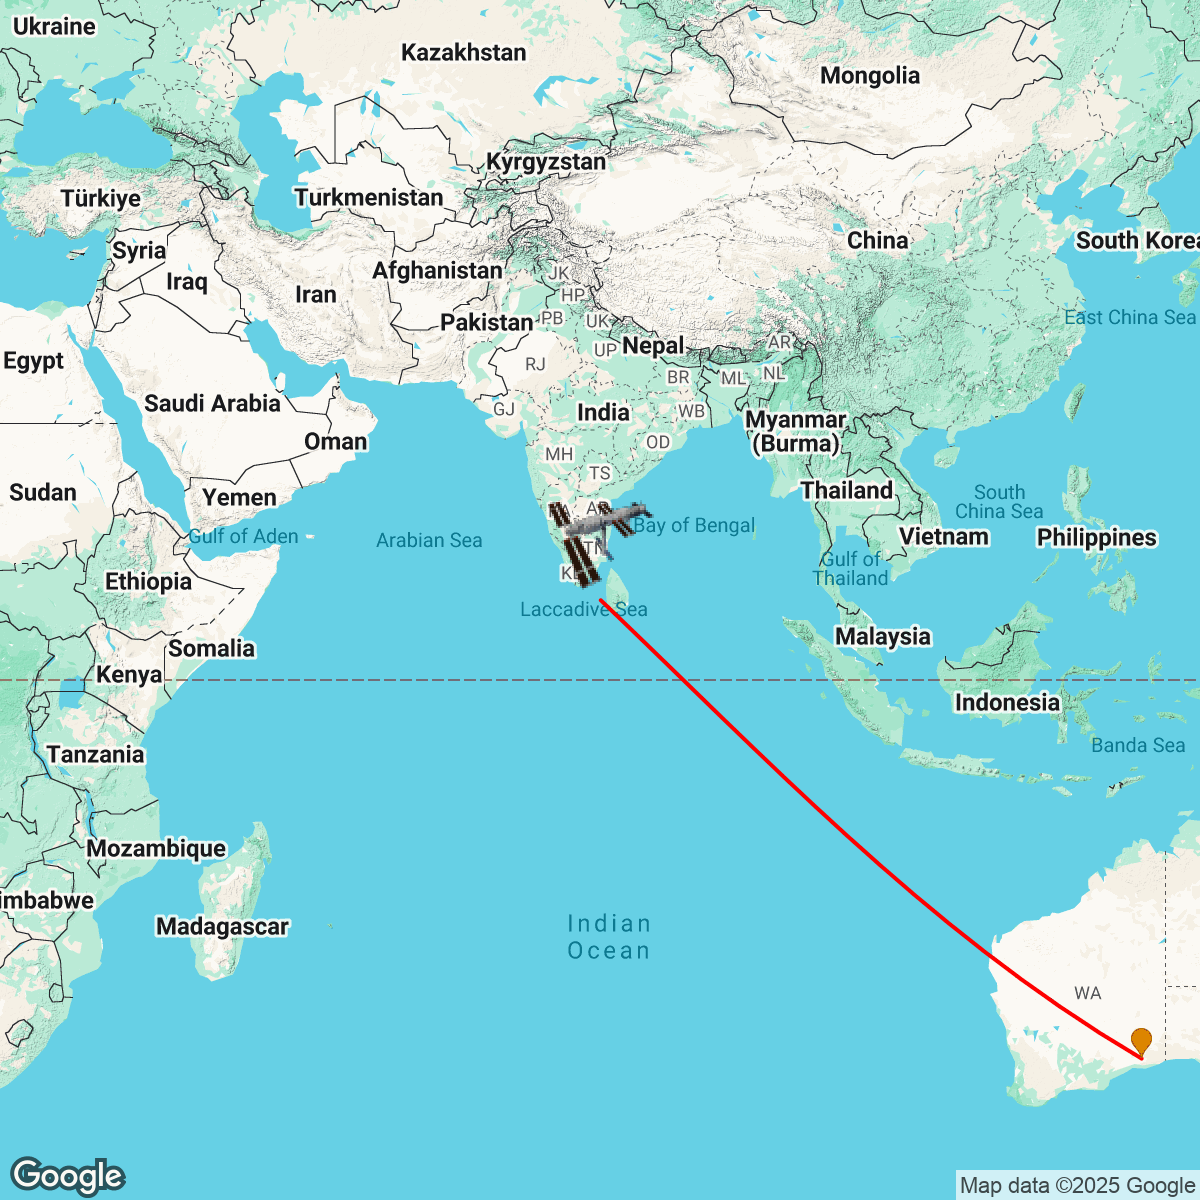 Ukraine
Kazakhstan
Mongolia
Kyrgyzstan
Türkiye
Turkmenistan
Syria
China
South Korea
Iraq
Afghanistan
JK
Iran
HP
Pakistan
PB
UK
East China Sea
Egypt
UP
Nepal
AR
RJ
BR
ML
NL
Saudi Arabia
GJ
India
WB
Myanmar
(Burma)
Oman
MH
OD
TS
Sudan
Yemen
Thailand
South
China Sea
Gulf of Aden
Arabian Sea
Bay of Bengal
Vietnam
Philippines
TN
Gulf of
Thailand
Ethiopia
Laccadive Sea
Somalia
Malaysia
Kenya
Indonesia
Tanzania
Banda Sea
Mozambique
imbabwe
Madagascar
Indian
Ocean
WA
Google
Map data ©2025 Google